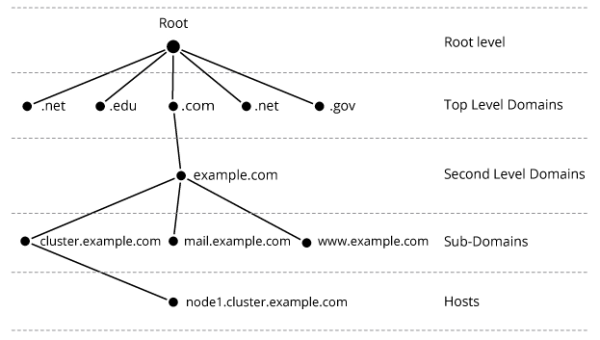 Root
Root level
.net .edu .com .net .gov Top Level Domains
example.com Second Level Domains
cluster.example.com mail.example.com www.example.com Sub-Domains
node1.cluster.example.com Hosts